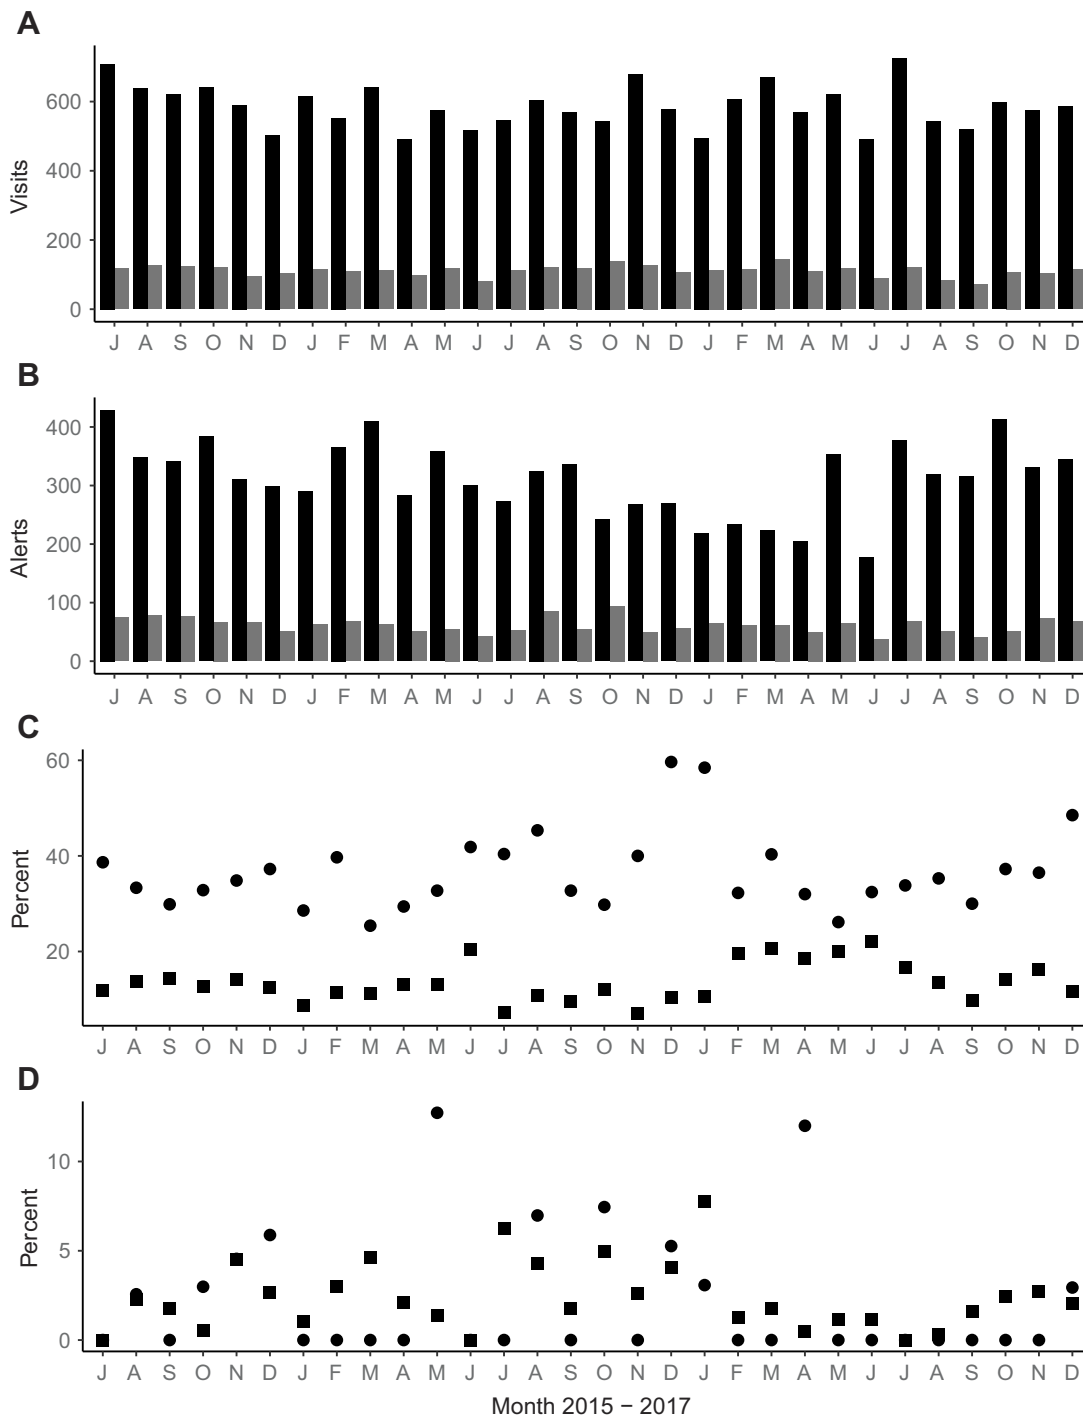 A
600
400
200
0
Visits
J A S O N D J F M A M J J A S O N D J F M A M J J A S O N D
B
400
300
200
100
0
Alerts
J A S O N D J F M A M J J A S O N D J F M A M J J A S O N D
C
60
40
20
Percent
J A S O N D J F M A M J J A S O N D J F M A M J J A S O N D
D
10
5
0
Percent
J A S O N D J F M A M J J A S O N D J F M A M J J A S O N D
Month 2015 − 2017